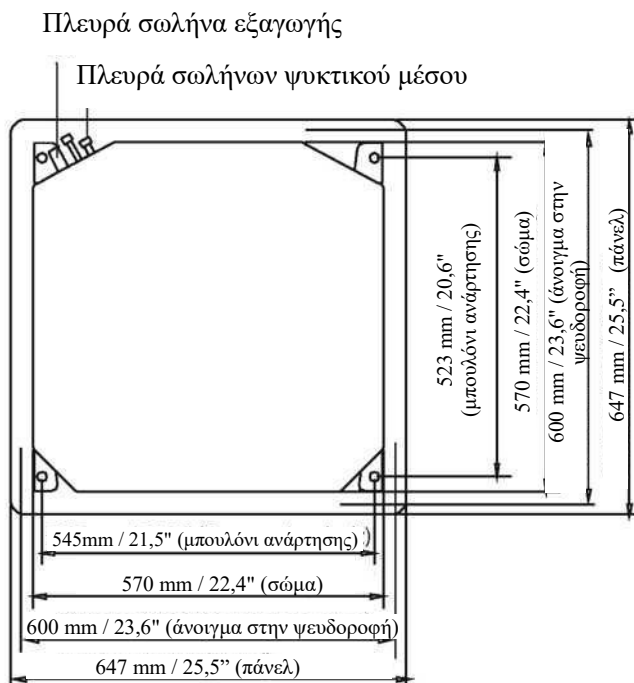 Πλευρά σωλήνα εξαγωγής
Πλευρά σωλήνων ψυκτικού μέσου
523 mm / 20,6"
(μπουλόνι ανάρτησης)
570 mm / 22,4" (σώμα)
600 mm / 23,6" (άνοιγμα στην
ψευδοροφή)
647 mm / 25,5” (πάνελ)
545mm / 21,5" (μπουλόνι ανάρτησης)
570 mm / 22,4" (σώμα)
600 mm / 23,6" (άνοιγμα στην ψευδοροφή)
647 mm / 25,5” (πάνελ)